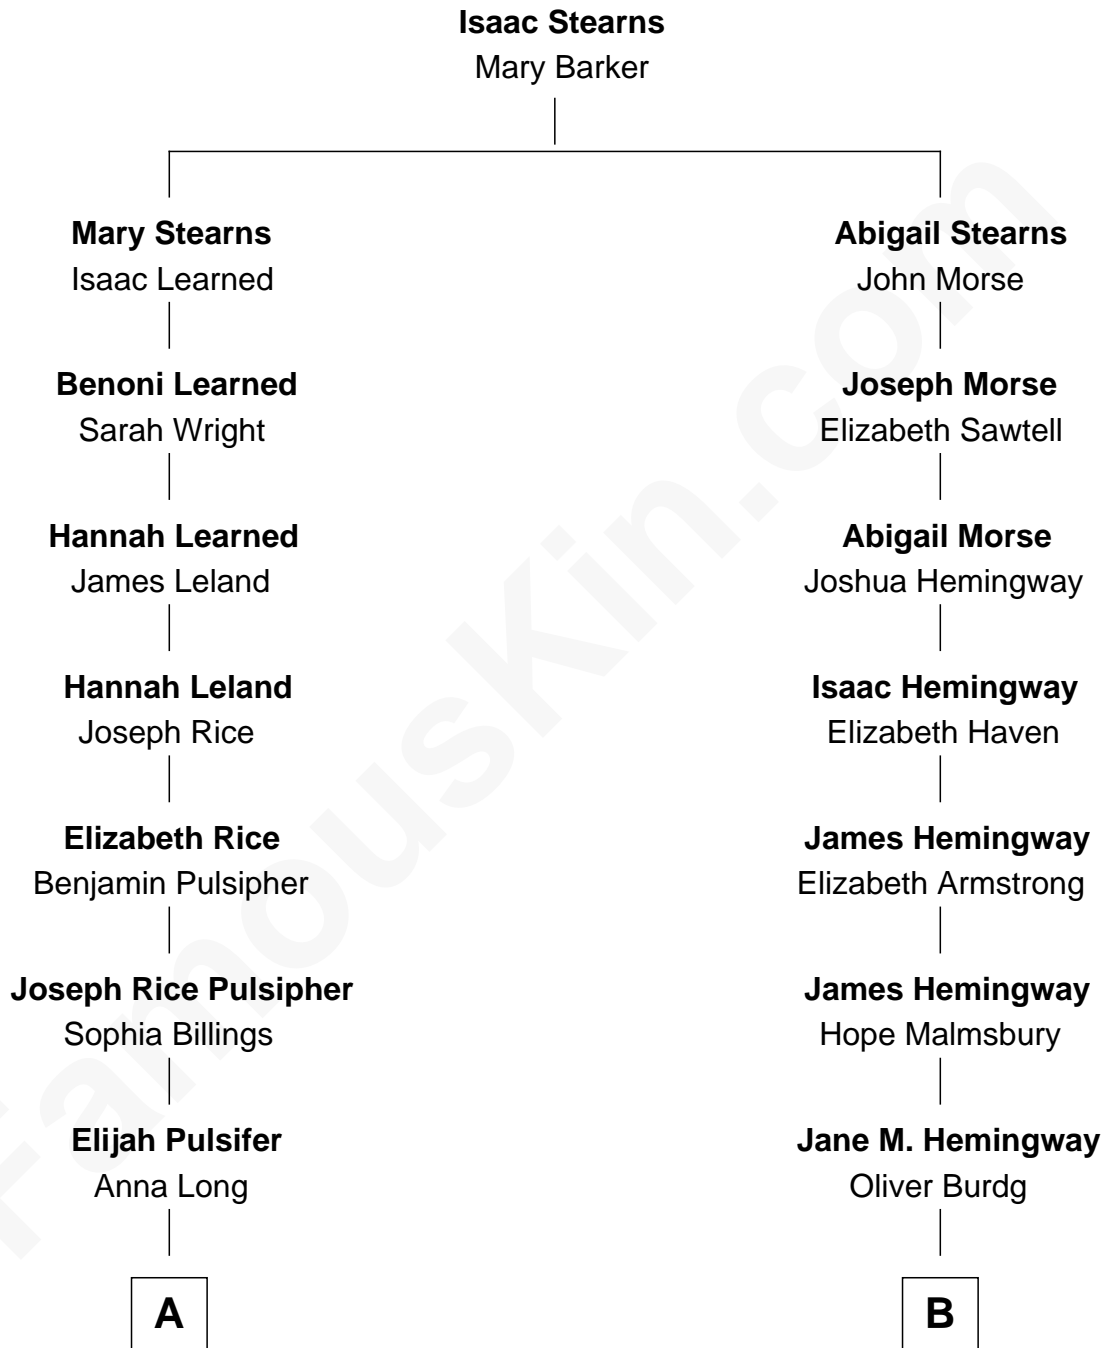 Isaac Stearns
Mary Barker
Mary Stearns
Isaac Learned
Abigail Stearns
John Morse
Benoni Learned
Sarah Wright
Joseph Morse
Elizabeth Sawtell
Hannah Learned
James Leland
Abigail Morse
Joshua Hemingway
Hannah Leland
Joseph Rice
Isaac Hemingway
Elizabeth Haven
Elizabeth Rice
Benjamin Pulsipher
James Hemingway
Elizabeth Armstrong
Joseph Rice Pulsipher
Sophia Billings
James Hemingway
Hope Malmsbury
Elijah Pulsifer
Anna Long
Jane M. Hemingway
Oliver Burdg
A
B
FamousKin.com